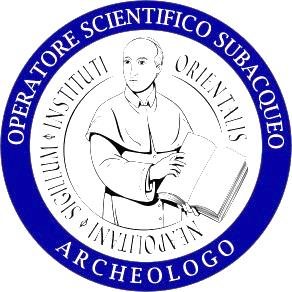 OPERATORE SCIENTIFICO SUBACQUEO
ARCHEOLOGO
SIGILLUM ❖ INSTITUTI
ORIENTALIS
NEAPOLITANI ❖